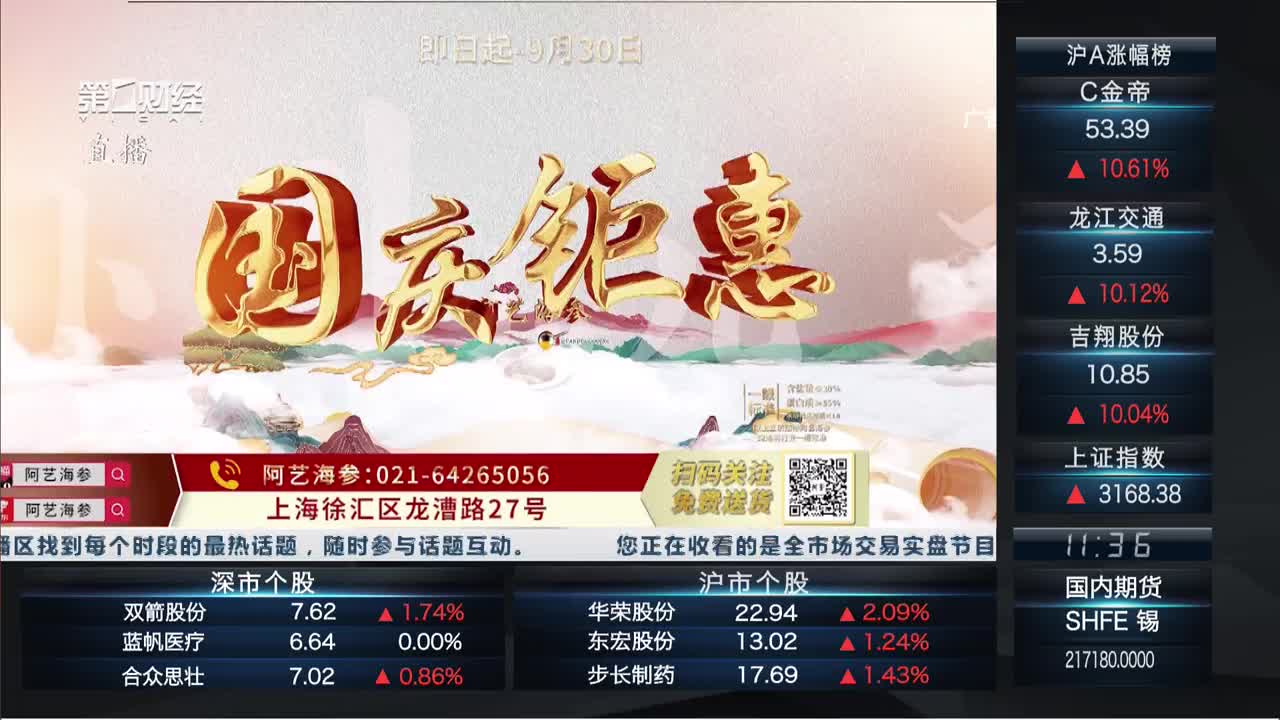 即日起-9月30日
第一财经
YICAI
直播
广告
国庆钜惠
阿艺海参
阿艺海参
阿艺海参:021-64265056
上海徐汇区龙漕路27号
扫码关注
免费送货
播区找到每个时段的最热话题，随时参与话题互动。 您正在收看的是全市场交易实盘节目
深市个股
双箭股份 7.62 ▲ 1.74%
蓝帆医疗 6.64 0.00%
合众思壮 7.02 ▲ 0.86%
沪市个股
华荣股份 22.94 ▲ 2.09%
东宏股份 13.02 ▲ 1.24%
步长制药 17.69 ▲ 1.43%
沪A涨幅榜
C金帝
53.39
▲ 10.61%
龙江交通
3.59
▲ 10.12%
吉翔股份
10.85
▲ 10.04%
上证指数
▲ 3168.38
11:36
国内期货
SHFE 锡
217180.0000